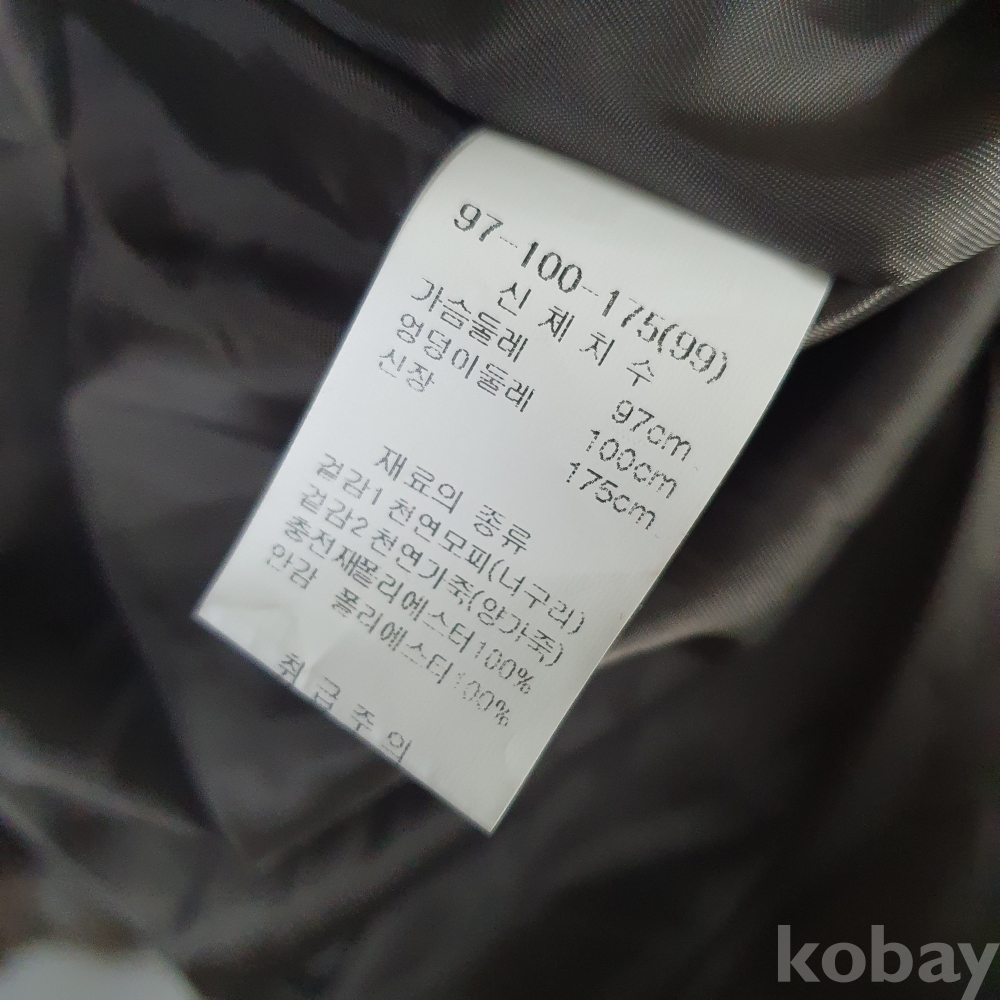 97-100-175(99)
신 체 치 수
가슴둘레 97cm
엉덩이둘레 100cm
신장 175cm
재료의 종류
겉감1 천연모피(너구리)
겉감2 천연가죽(양가죽)
충전재폴리에스터100%
안감 폴리에스터100%
취 급 주 의
kobay